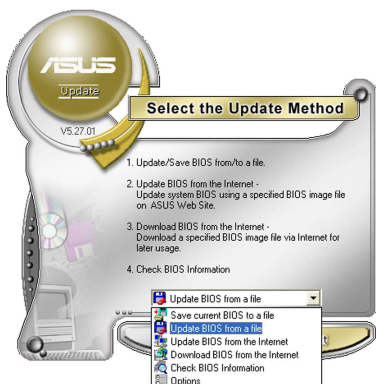 ASUS
Update
V5.27.01
Select the Update Method
1. Update/Save BIOS from/to a file.
2. Update BIOS from the Internet -
Update system BIOS using a specified BIOS image file
on ASUS Web Site.
3. Download BIOS from the Internet -
Download a specified BIOS image file via Internet for
later usage.
4. Check BIOS Information
Update BIOS from a file
Save current BIOS to a file
Update BIOS from a file
Update BIOS from the Internet
Download BIOS from the Internet
Check BIOS Information
Options